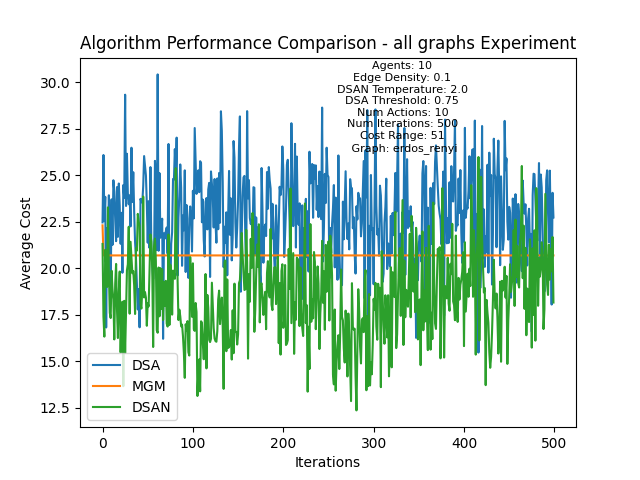 Algorithm Performance Comparison - all graphs Experiment
Agents: 10
Edge Density: 0.1
DSAN Temperature: 2.0
DSA Threshold: 0.75
Num Actions: 10
Num Iterations: 500
Cost Range: 51
Graph: erdos_renyi
Average Cost
30.0
27.5
25.0
22.5
20.0
17.5
15.0
12.5
DSA
MGM
DSAN
0 100 200 300 400 500
Iterations